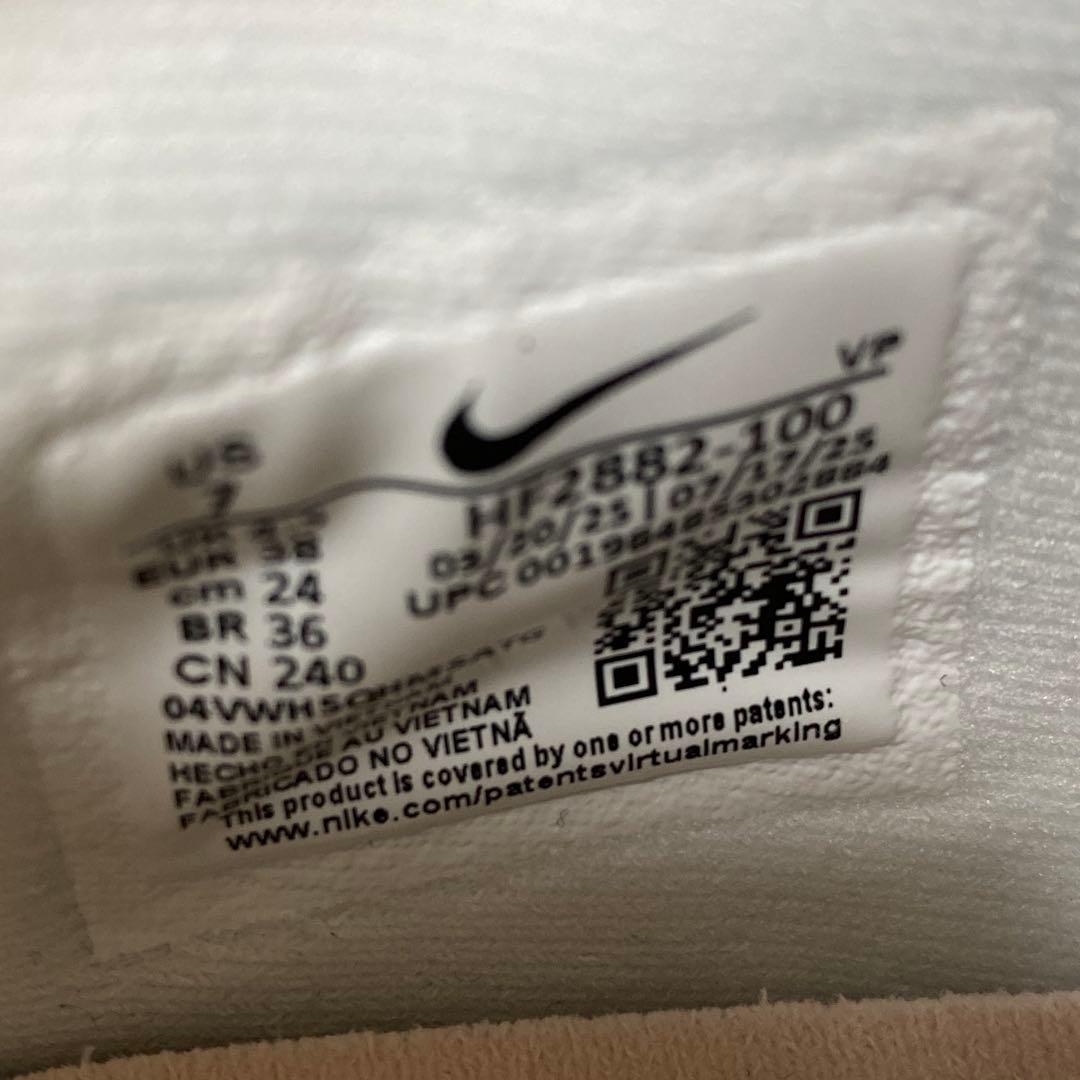 US
7
VP
HF2882-100
03/20/25 | 07/17/25
UPC
EUR 38
cm 24
BR 36
CN 240
MADE IN VIETNAM
AU VIETNAM
FABRICADO NO VIETNÃ
This product is covered by one or more patents:
www.nike.com/patentsvirtualmarking